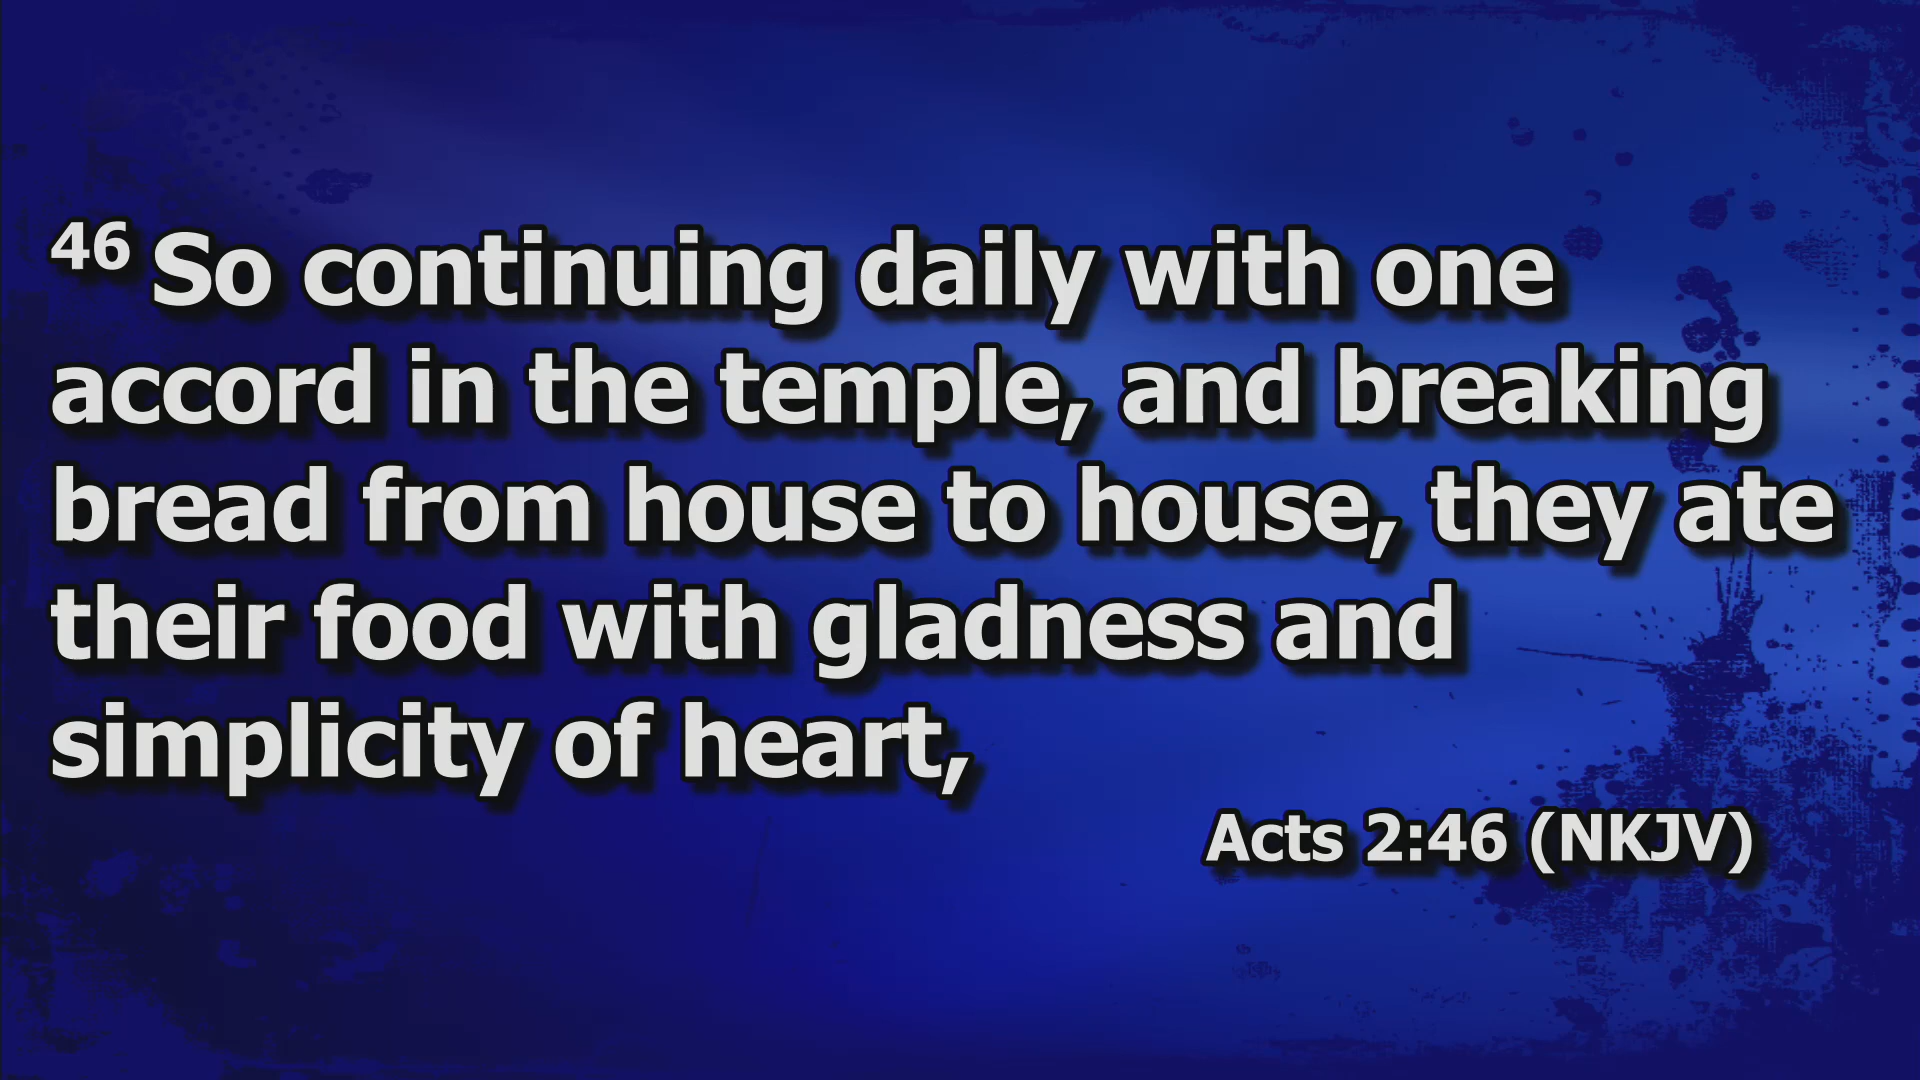 46 So continuing daily with one
accord in the temple, and breaking
bread from house to house, they ate
their food with gladness and
simplicity of heart,
Acts 2:46 (NKJV)